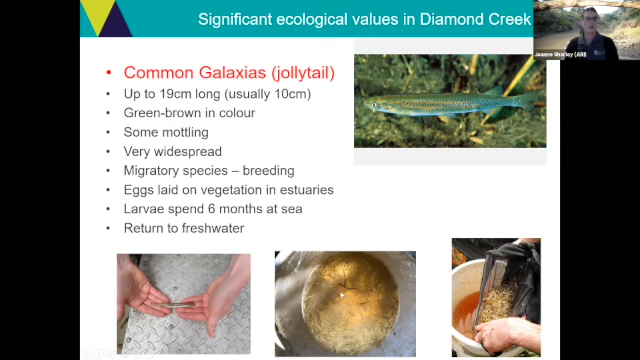 Significant ecological values in Diamond Creek
Joanne Sharley (ARI)
• Common Galaxias (jollytail)
• Up to 19cm long (usually 10cm)
• Green-brown in colour
• Some mottling
• Very widespread
• Migratory species – breeding
• Eggs laid on vegetation in estuaries
• Larvae spend 6 months at sea
• Return to freshwater